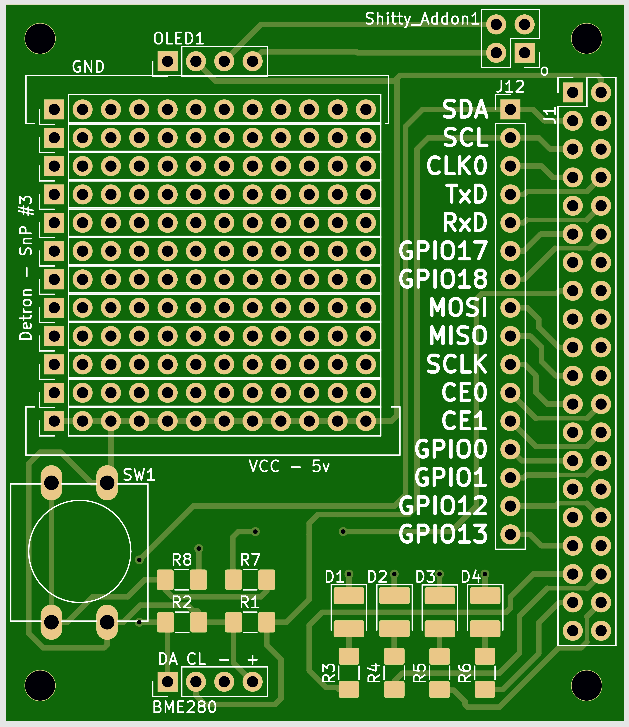 Shitty_Addon1
OLED1
GND
J12
J1
SDA
SCL
CLK0
TxD
RxD
GPIO17
GPIO18
MOSI
MISO
SCLK
CE0
CE1
GPIO0
GPIO1
GPIO12
GPIO13
Detron - SnP #3
VCC - 5v
SW1
R8 R7
R2 R1
D1 D2 D3 D4
R3 R4 R5 R6
DA CL - +
BME280